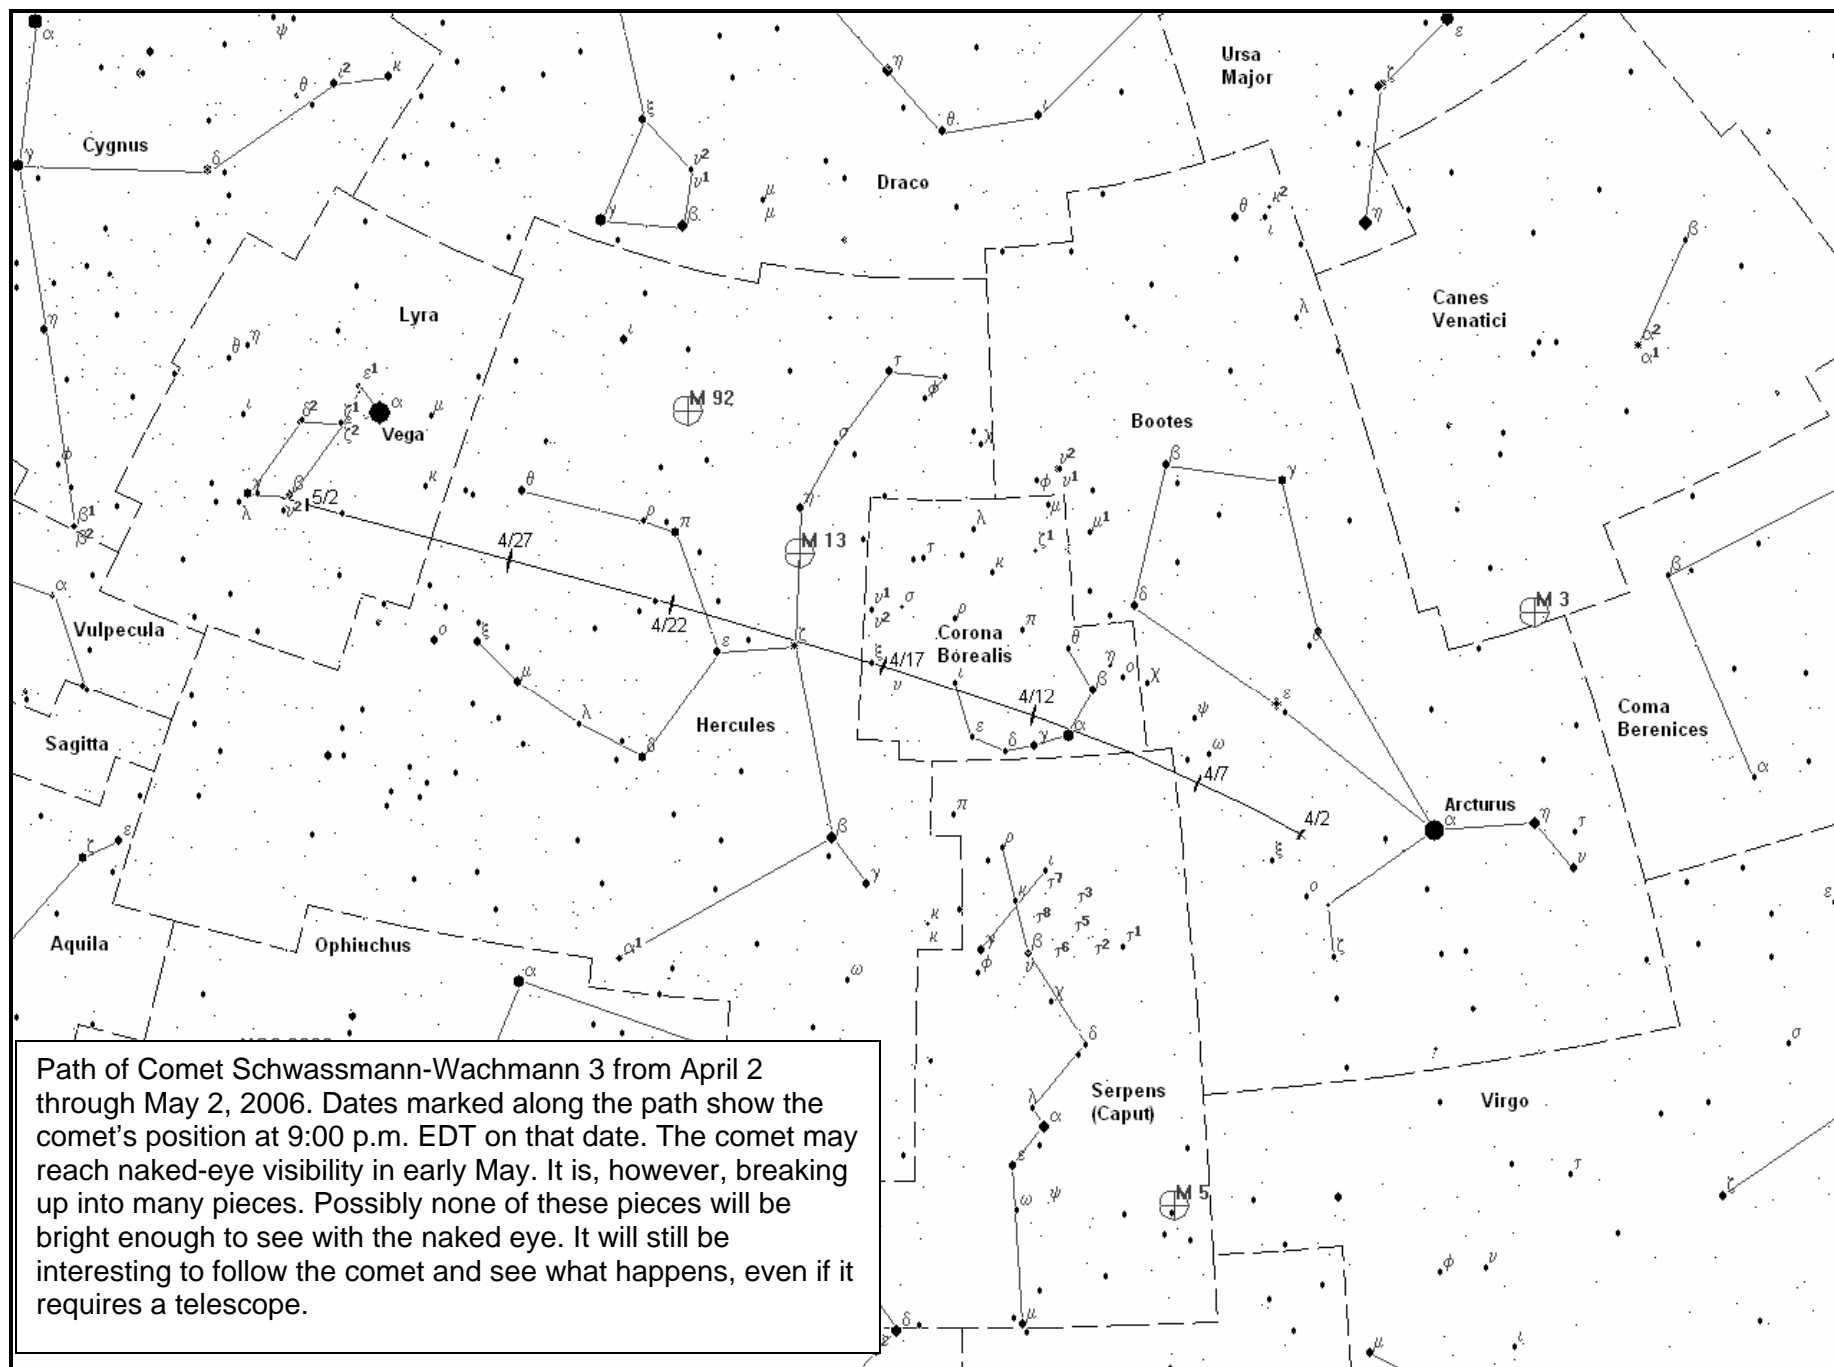 Ursa
Major
Cygnus
Draco
Lyra
Canes
Venatici
M 92
Bootes
Vega
5/2
4/27
M 13
4/22
M 3
Vulpecula
Corona
Borealis
4/17
4/12
Coma
Berenices
Sagitta
Hercules
4/7
4/2
Arcturus
Aquila
Ophiuchus
Serpens
(Caput)
Virgo
M 5
Path of Comet Schwassmann-Wachmann 3 from April 2
through May 2, 2006. Dates marked along the path show the
comet's position at 9:00 p.m. EDT on that date. The comet may
reach naked-eye visibility in early May. It is, however, breaking
up into many pieces. Possibly none of these pieces will be
bright enough to see with the naked eye. It will still be
interesting to follow the comet and see what happens, even if it
requires a telescope.